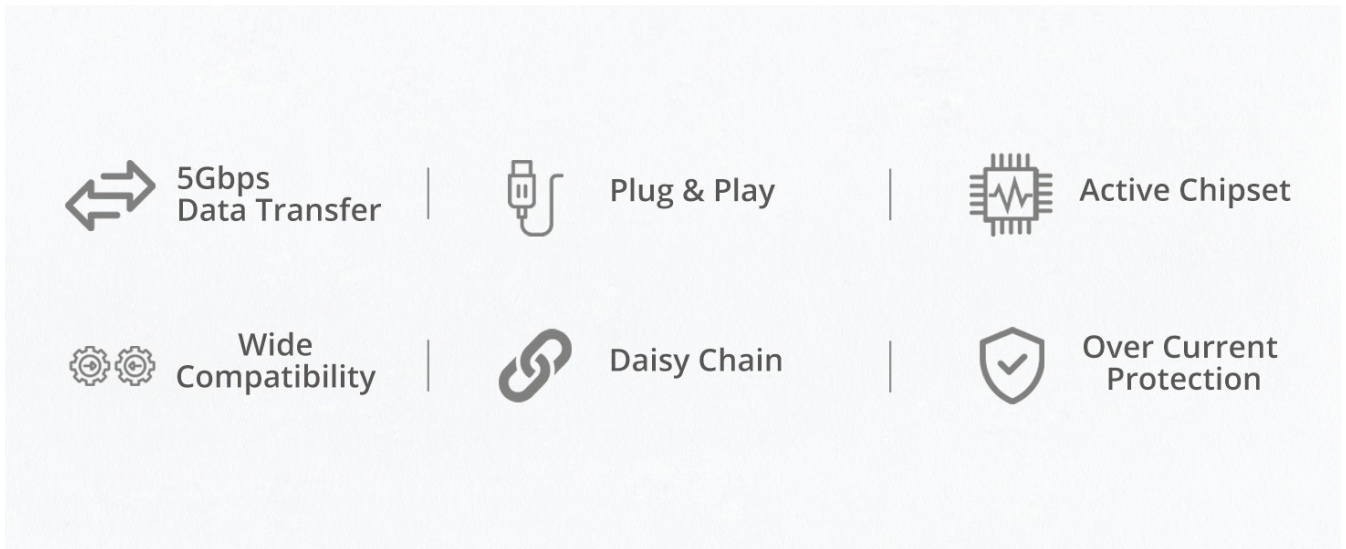 5Gbps
Data Transfer
Plug & Play
Active Chipset
Wide
Compatibility
Daisy Chain
Over Current
Protection